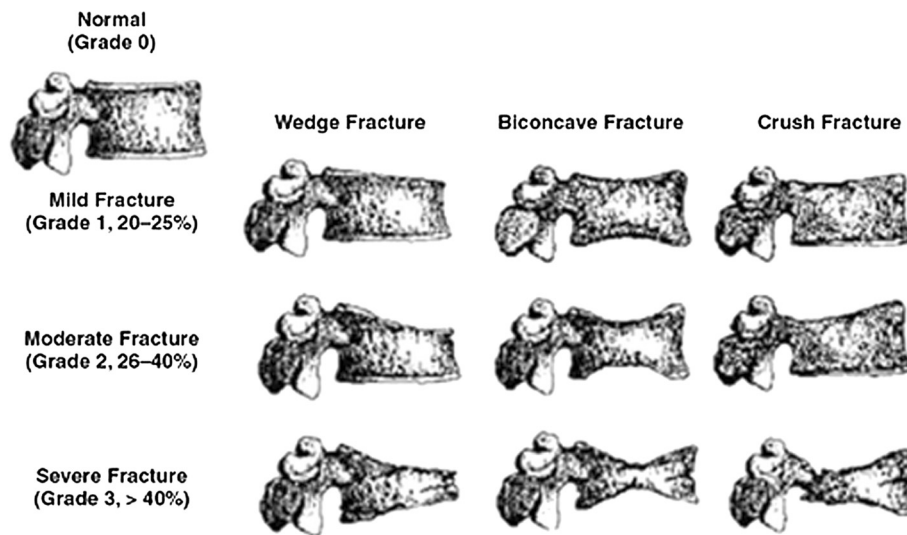 Normal
(Grade 0)
Wedge Fracture
Biconcave Fracture
Crush Fracture
Mild Fracture
(Grade 1, 20–25%)
Moderate Fracture
(Grade 2, 26–40%)
Severe Fracture
(Grade 3, > 40%)